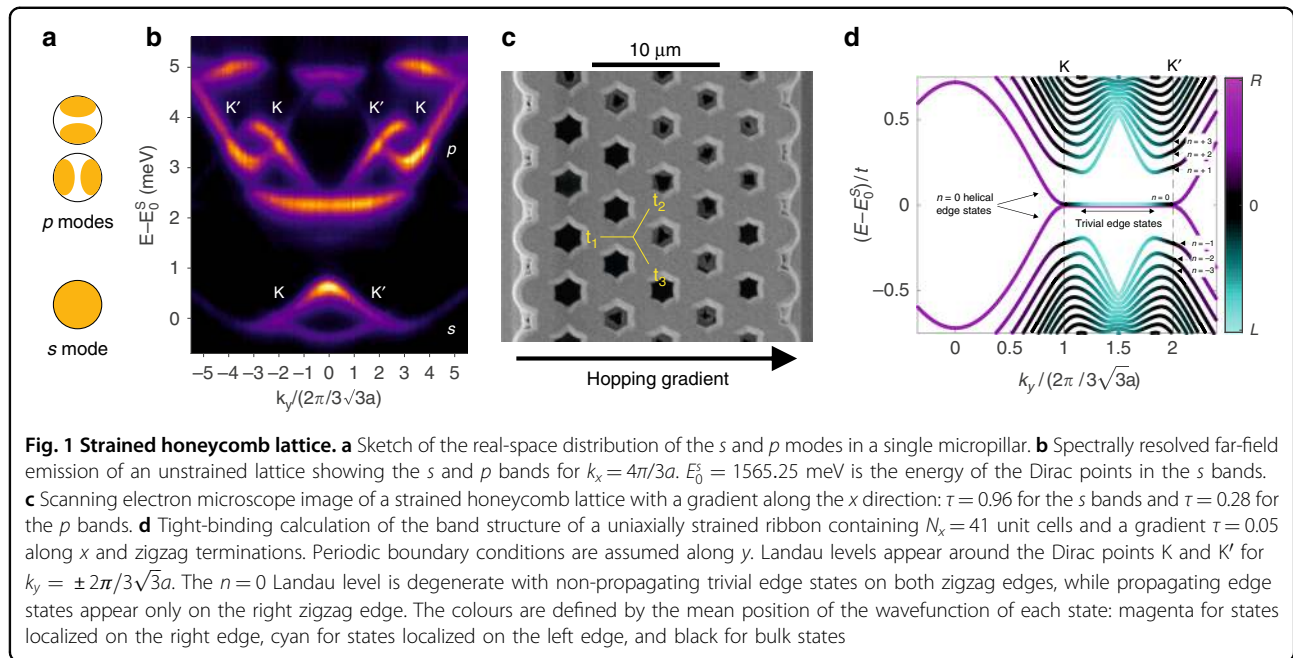 a
p modes
s mode
b
E−E₀ˢ (meV)
5
4
3
2
1
0
K′ K K′ K
p
K K′
s
−5 −4 −3 −2 −1 0 1 2 3 4 5
k_y/(2π/3√3a)
c
10 μm
t₂
t₁
t₃
Hopping gradient
d
K K′
(E−E₀ˢ)/t
0.5
0
−0.5
n = + 3
n = + 2
n = + 1
n = 0 helical
edge states
n = 0
Trivial edge states
n = −1
n = −2
n = −3
0 0.5 1 1.5 2
k_y/(2π/3√3a)
R
0
L
Fig. 1 Strained honeycomb lattice. a Sketch of the real-space distribution of the s and p modes in a single micropillar. b Spectrally resolved far-field
emission of an unstrained lattice showing the s and p bands for kₓ = 4π/3a. E₀ˢ = 1565.25 meV is the energy of the Dirac points in the s bands.
c Scanning electron microscope image of a strained honeycomb lattice with a gradient along the x direction: τ = 0.96 for the s bands and τ = 0.28 for
the p bands. d Tight-binding calculation of the band structure of a uniaxially strained ribbon containing Nₓ = 41 unit cells and a gradient τ = 0.05
along x and zigzag terminations. Periodic boundary conditions are assumed along y. Landau levels appear around the Dirac points K and K′ for
k_y = ± 2π/3√3a. The n = 0 Landau level is degenerate with non-propagating trivial edge states on both zigzag edges, while propagating edge
states appear only on the right zigzag edge. The colours are defined by the mean position of the wavefunction of each state: magenta for states
localized on the right edge, cyan for states localized on the left edge, and black for bulk states